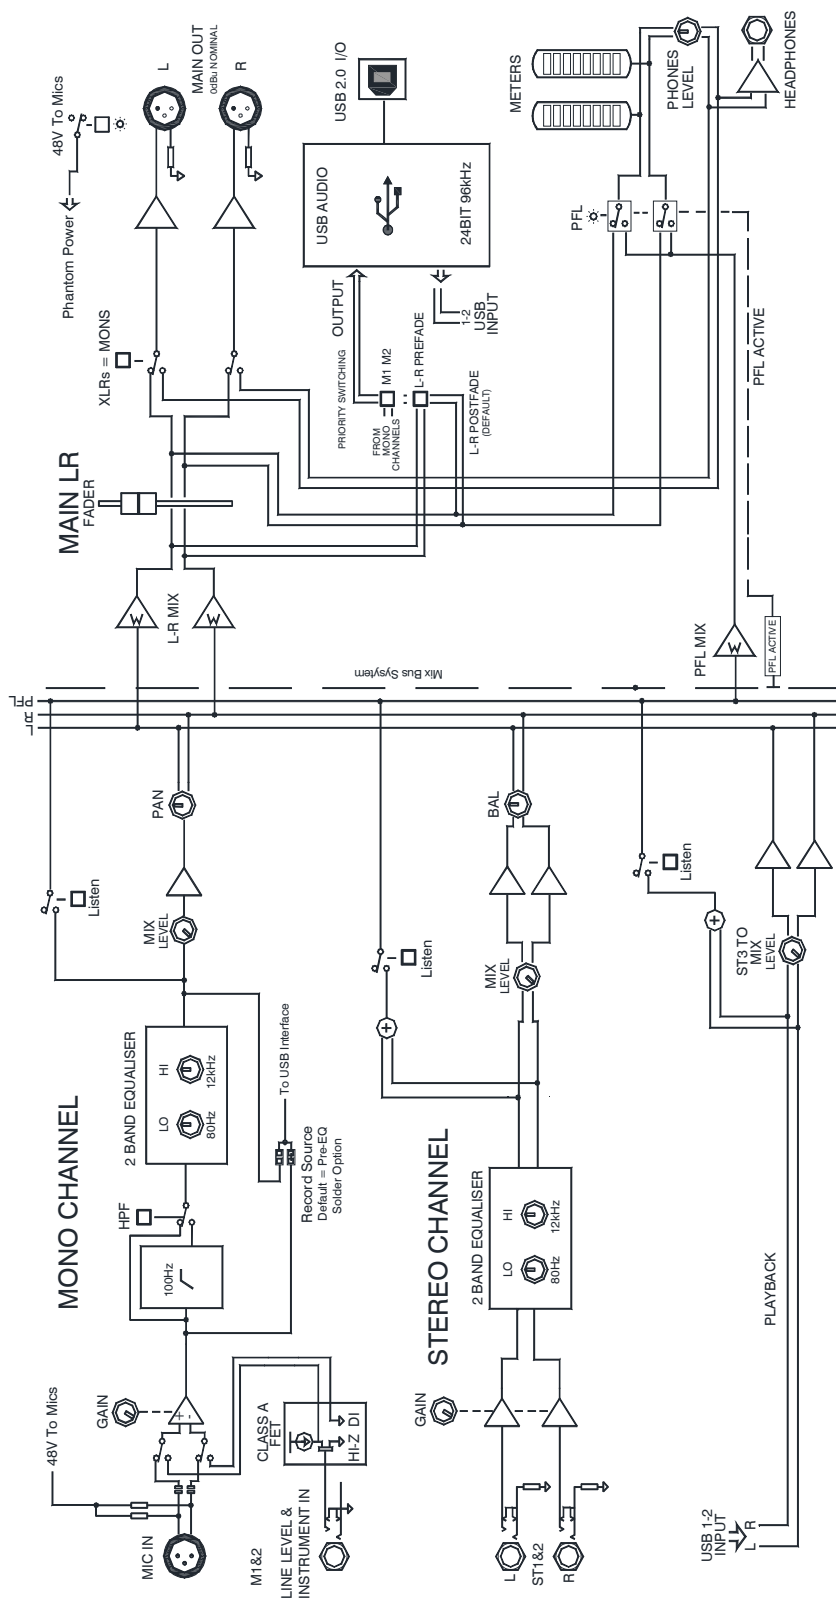 MONO CHANNEL
48V To Mics
MIC IN
GAIN
M1&2
LINE LEVEL &
INSTRUMENT IN
CLASS A
FET
HI-Z DI
+
-
100Hz
HPF
2 BAND EQUALISER
LO
HI
80Hz
12kHz
Record Source
Default = Pre-EQ
Solder Option
To USB Interface
MIX
LEVEL
Listen
PAN
STEREO CHANNEL
L
ST1&2
R
GAIN
2 BAND EQUALISER
LO
HI
80Hz
12kHz
+
MIX
LEVEL
Listen
BAL
USB 1-2
INPUT
L
R
PLAYBACK
ST3 TO
MIX
LEVEL
+
Listen
PFL
R
L
Mix Bus Sysytem
L-R MIX
MAIN LR
FADER
XLRs = MONS
Phantom Power
48V To Mics
L
MAIN OUT
0dBu NOMINAL
R
PRIORITY SWITCHING
OUTPUT
FROM
MONO
CHANNELS
M1 M2
L-R PREFADE
L-R POSTFADE
(DEFAULT)
1-2
USB
INPUT
USB AUDIO
24BIT 96kHz
USB 2.0 I/O
PFL MIX
PFL ACTIVE
PFL ACTIVE
PFL
METERS
PHONES
LEVEL
HEADPHONES